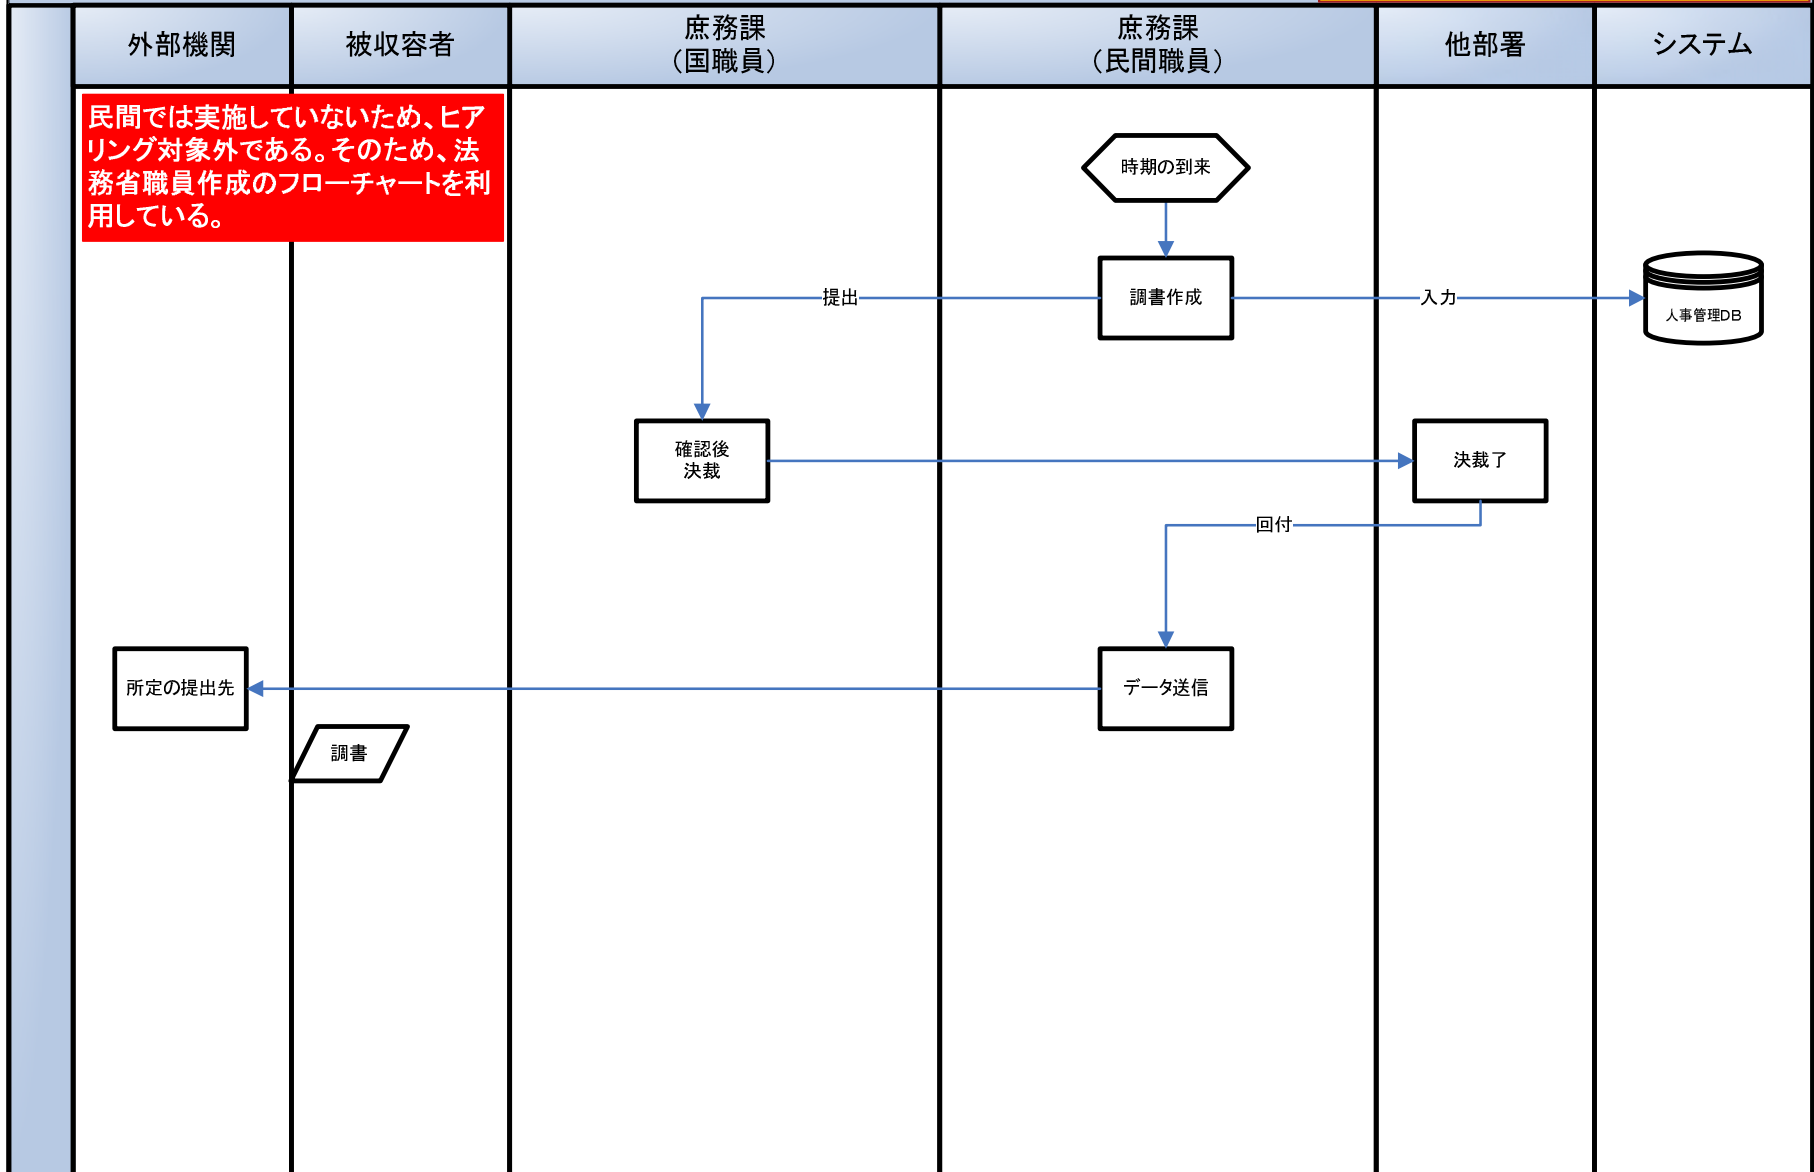 外部機関
被収容者
庶務課
（国職員）
庶務課
（民間職員）
他部署
システム
民間では実施していないため、ヒア
リング対象外である。そのため、法
務省職員作成のフローチャートを利
用している。
時期の到来
提出
調書作成
入力
人事管理DB
確認後
決裁
決裁了
回付
所定の提出先
データ送信
調書